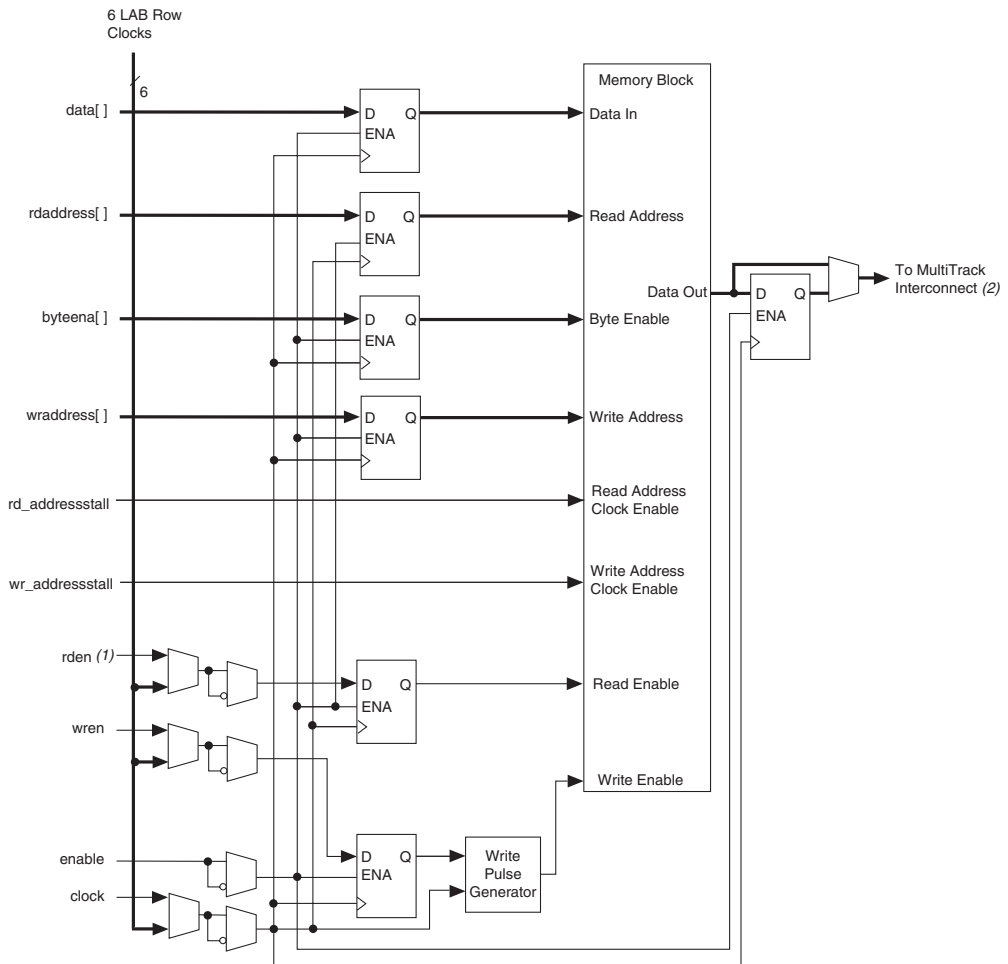 6 LAB Row
Clocks
6
data[ ]
D Q
ENA
Memory Block
Data In
rdaddress[ ]
D Q
ENA
Read Address
To MultiTrack
Interconnect (2)
Data Out
D Q
ENA
byteena[ ]
D Q
ENA
Byte Enable
wraddress[ ]
D Q
ENA
Write Address
rd_addressstall
Read Address
Clock Enable
wr_addressstall
Write Address
Clock Enable
rden (1)
D Q
ENA
Read Enable
wren
Write Enable
enable
D Q
ENA
Write
Pulse
Generator
clock